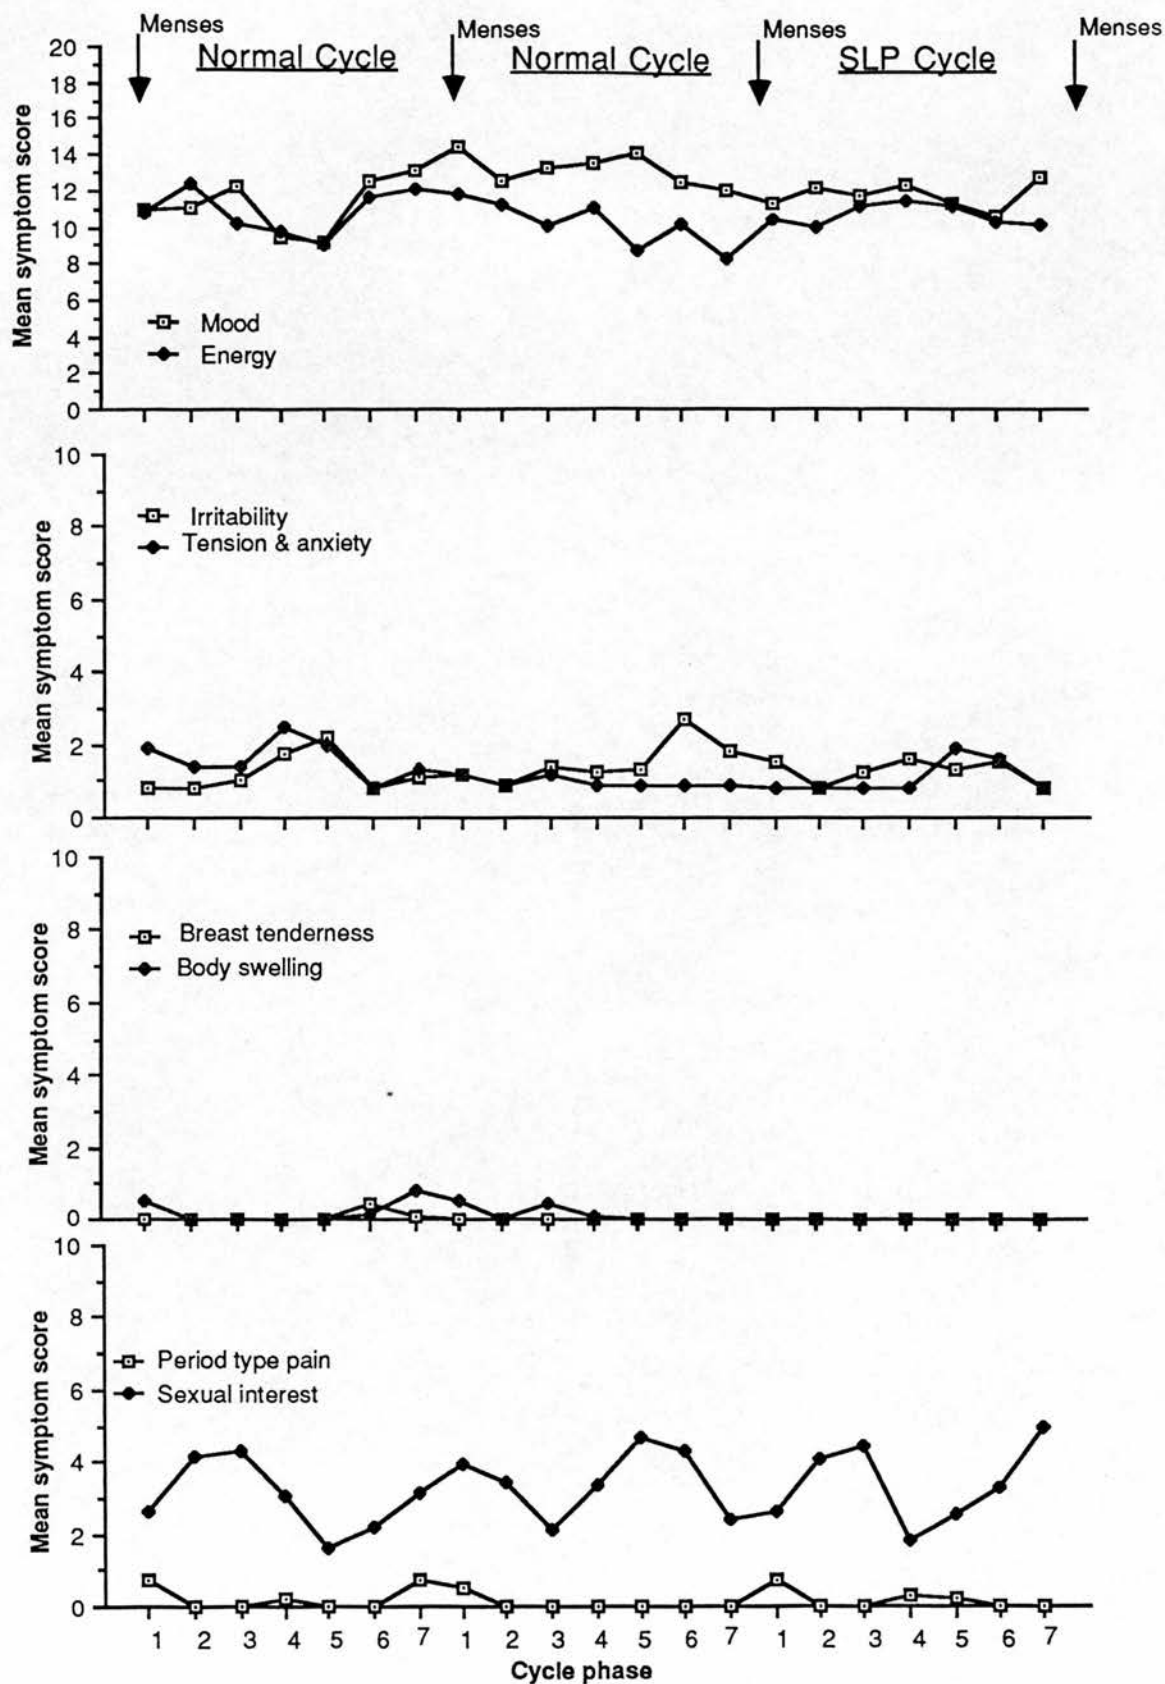 Menses
Menses
Menses
Menses
Normal Cycle
Normal Cycle
SLP Cycle
20
18
16
14
12
10
8
6
4
2
0
Mean symptom score
Mood
Energy
10
8
6
4
2
0
Mean symptom score
Irritability
Tension & anxiety
10
8
6
4
2
0
Mean symptom score
Breast tenderness
Body swelling
10
8
6
4
2
0
Mean symptom score
Period type pain
Sexual interest
1 2 3 4 5 6 7 1 2 3 4 5 6 7 1 2 3 4 5 6 7
Cycle phase